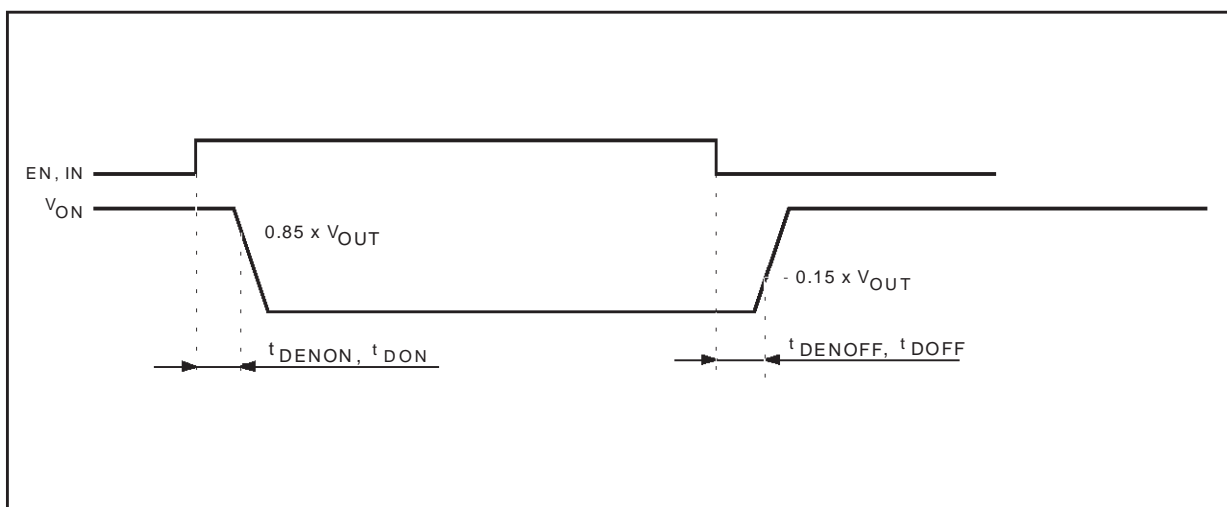 EN, IN
VON
0.85 x VOUT
- 0.15 x VOUT
tDENON, tDON
tDENOFF, tDOFF